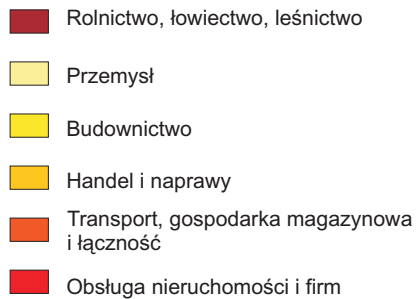 Rolnictwo, łowiectwo, leśnictwo
Przemysł
Budownictwo
Handel i naprawy
Transport, gospodarka magazynowa
i łączność
Obsługa nieruchomości i firm